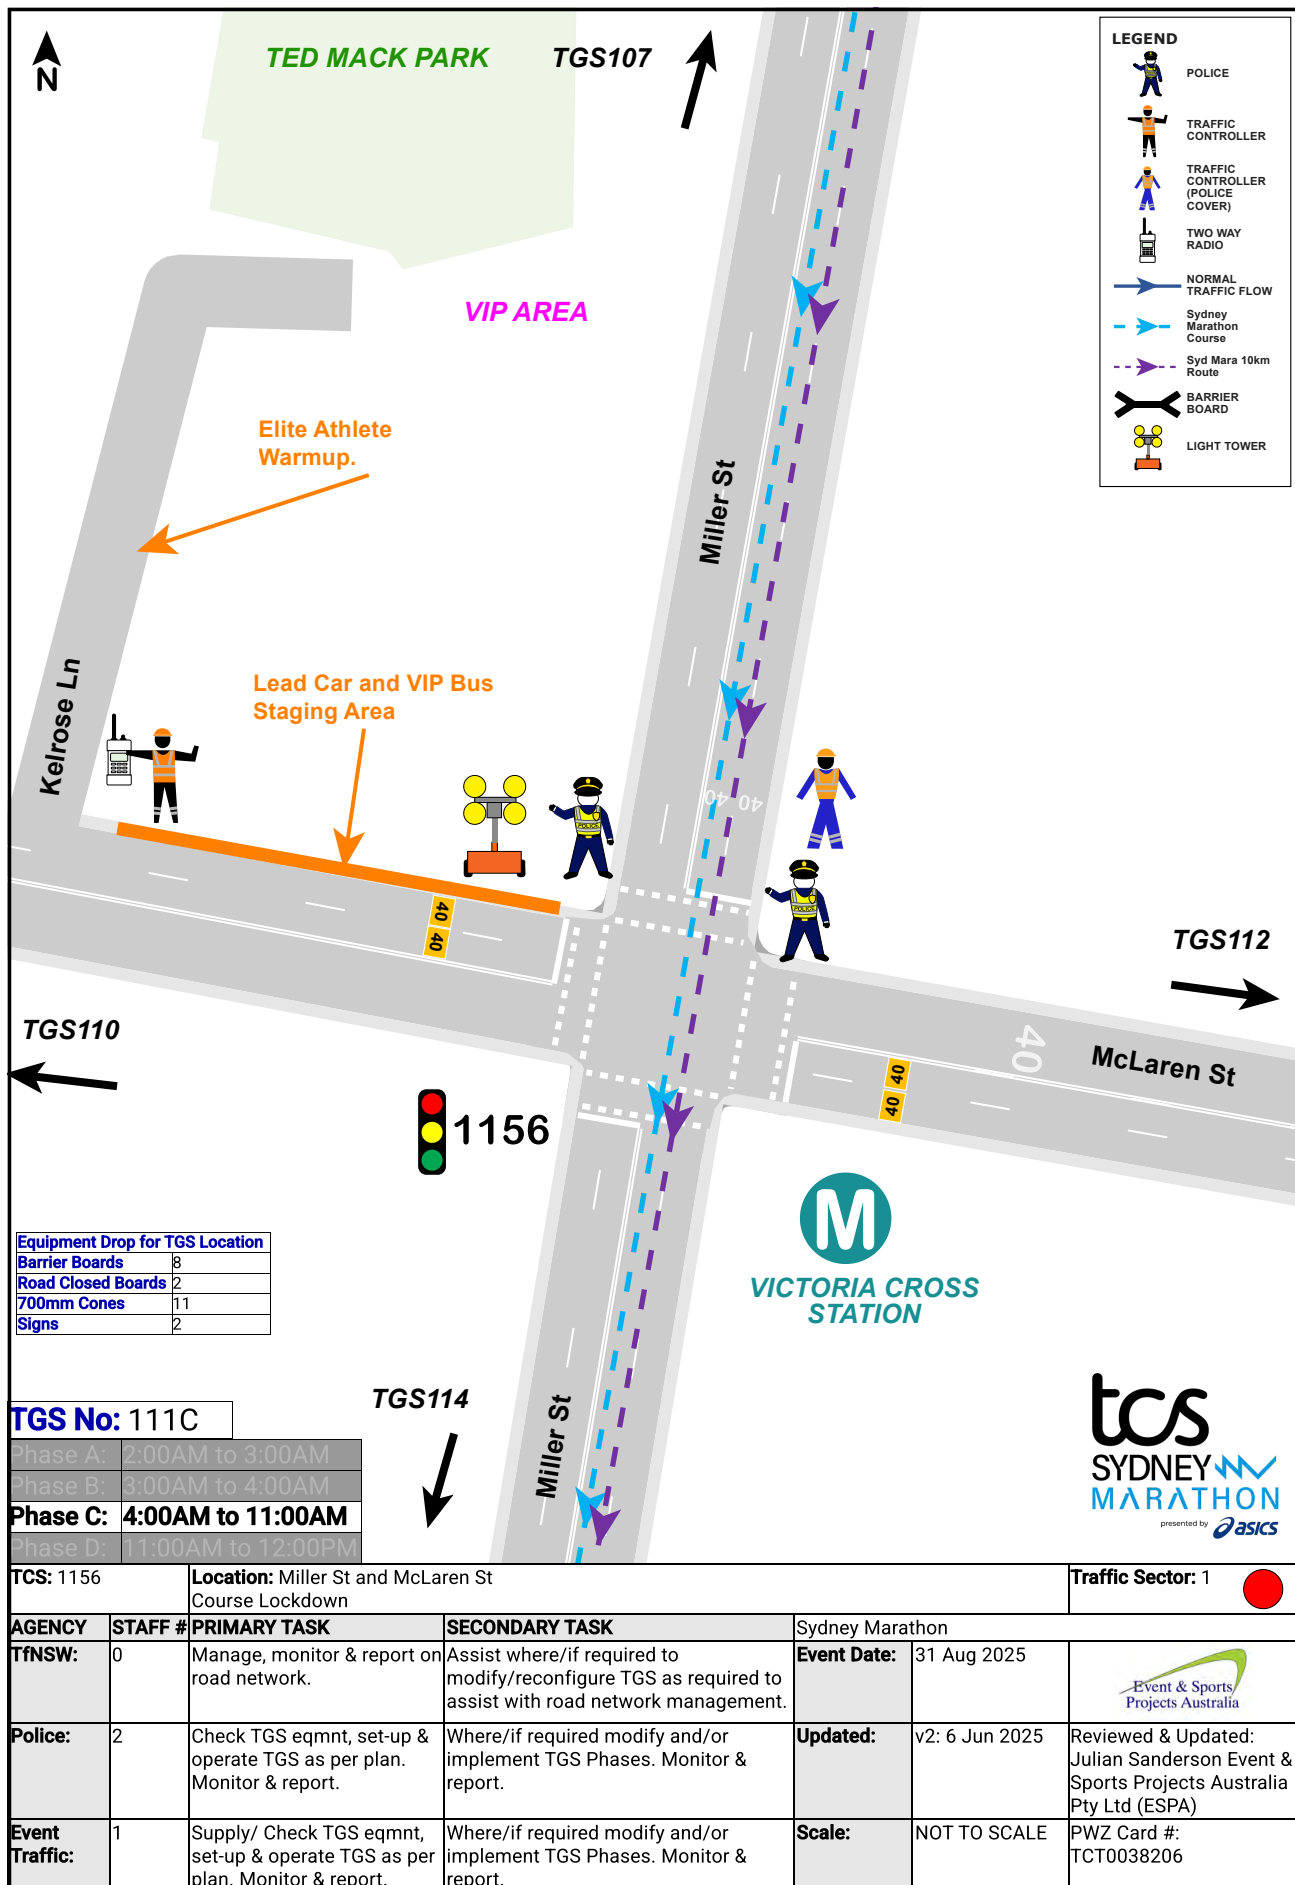 N
TED MACK PARK
TGS107
LEGEND
POLICE
TRAFFIC
CONTROLLER
TRAFFIC
CONTROLLER
(POLICE
COVER)
TWO WAY
RADIO
NORMAL
TRAFFIC FLOW
Sydney
Marathon
Course
Syd Mara 10km
Route
BARRIER
BOARD
LIGHT TOWER
VIP AREA
Elite Athlete
Warmup.
Miller St
Kelrose Ln
Lead Car and VIP Bus
Staging Area
40 40
POLICE
POLICE
40 40
TGS112
TGS110
40
McLaren St
40 40
1156
M
VICTORIA CROSS
STATION
Equipment Drop for TGS Location
Barrier Boards 8
Road Closed Boards 2
700mm Cones 11
Signs 2
TGS114
Miller St
TGS No: 111C
Phase A: 2:00AM to 3:00AM
Phase B: 3:00AM to 4:00AM
Phase C: 4:00AM to 11:00AM
Phase D: 11:00AM to 12:00PM
tcs
SYDNEY
MARATHON
presented by asics
TCS: 1156
Location: Miller St and McLaren St
Course Lockdown
Traffic Sector: 1
AGENCY STAFF # PRIMARY TASK SECONDARY TASK Sydney Marathon
TfNSW: 0
Manage, monitor & report on
road network.
Assist where/if required to
modify/reconfigure TGS as required to
assist with road network management.
Event Date: 31 Aug 2025
Event & Sports
Projects Australia
Police: 2
Check TGS eqmnt, set-up &
operate TGS as per plan.
Monitor & report.
Where/if required modify and/or
implement TGS Phases. Monitor &
report.
Updated: v2: 6 Jun 2025
Reviewed & Updated:
Julian Sanderson Event &
Sports Projects Australia
Pty Ltd (ESPA)
Event
Traffic:
1
Supply/ Check TGS eqmnt,
set-up & operate TGS as per
plan. Monitor & report.
Where/if required modify and/or
implement TGS Phases. Monitor &
report.
Scale: NOT TO SCALE
PWZ Card #:
TCT0038206